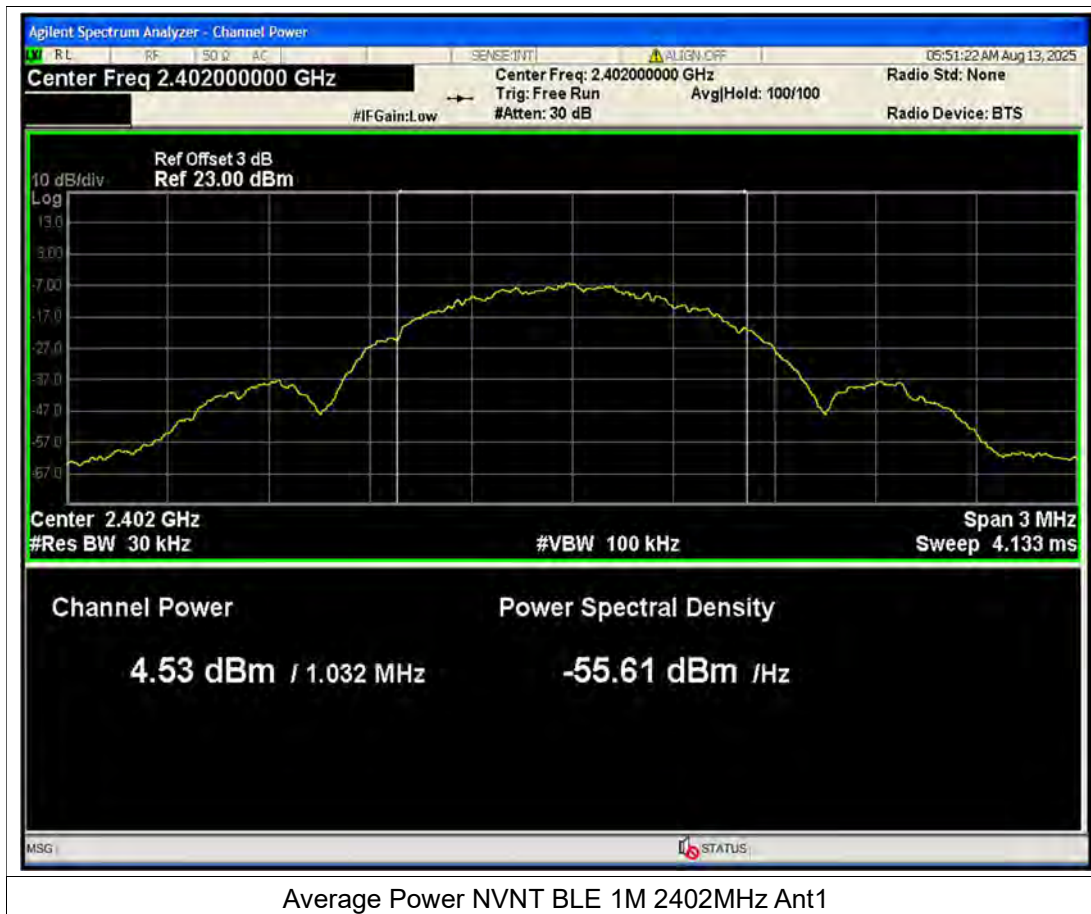 Agilent Spectrum Analyzer - Channel Power
LXI RL RF 50 Ω AC SENSE:INT ALIGN OFF 05:51:22 AM Aug 13, 2025
Center Freq 2.402000000 GHz
Center Freq: 2.402000000 GHz
Radio Std: None
Trig: Free Run Avg|Hold: 100/100
#IFGain:Low #Atten: 30 dB Radio Device: BTS
Ref Offset 3 dB
10 dB/div Ref 23.00 dBm
Log
13.0
3.00
-7.00
-17.0
-27.0
-37.0
-47.0
-57.0
-67.0
Center 2.402 GHz Span 3 MHz
#Res BW 30 kHz #VBW 100 kHz Sweep 4.133 ms
Channel Power Power Spectral Density
4.53 dBm / 1.032 MHz -55.61 dBm /Hz
MSG STATUS
Average Power NVNT BLE 1M 2402MHz Ant1